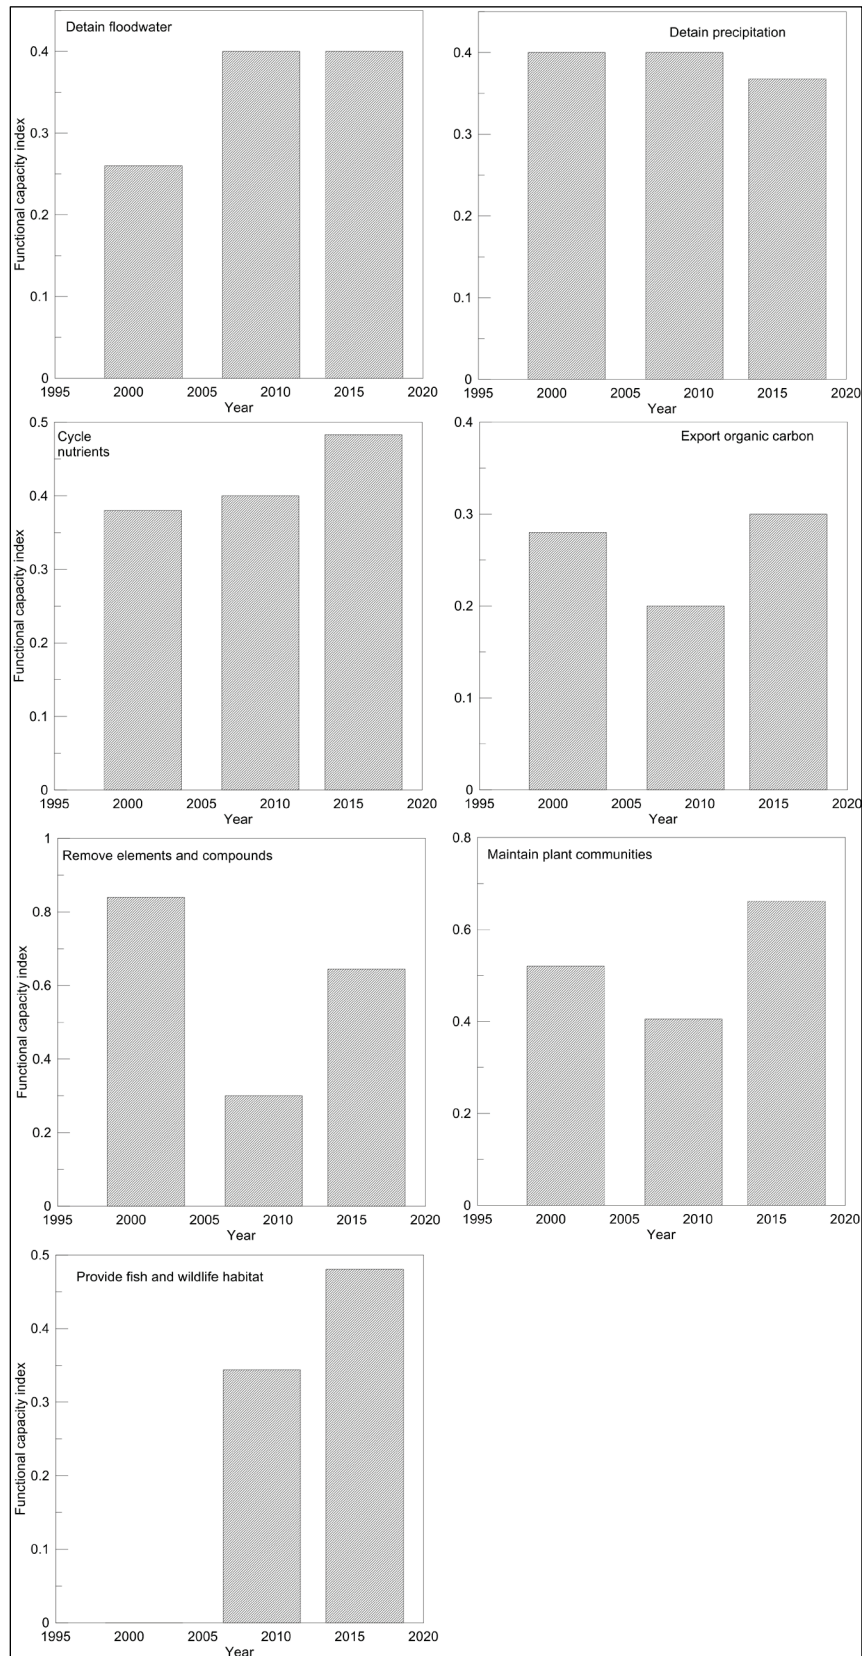 Detain floodwater
Functional capacity index
0.4
0.3
0.2
0.1
0
1995 2000 2005 2010 2015 2020
Year
Detain precipitation
0.4
0.3
0.2
0.1
0
1995 2000 2005 2010 2015 2020
Year
Cycle
nutrients
Functional capacity index
0.5
0.4
0.3
0.2
0.1
0
1995 2000 2005 2010 2015 2020
Year
Export organic carbon
0.4
0.3
0.2
0.1
0
1995 2000 2005 2010 2015 2020
Year
Remove elements and compounds
Functional capacity index
1
0.8
0.6
0.4
0.2
0
1995 2000 2005 2010 2015 2020
Year
Maintain plant communities
0.8
0.6
0.4
0.2
0
1995 2000 2005 2010 2015 2020
Year
Provide fish and wildlife habitat
Functional capacity index
0.5
0.4
0.3
0.2
0.1
0
1995 2000 2005 2010 2015 2020
Year